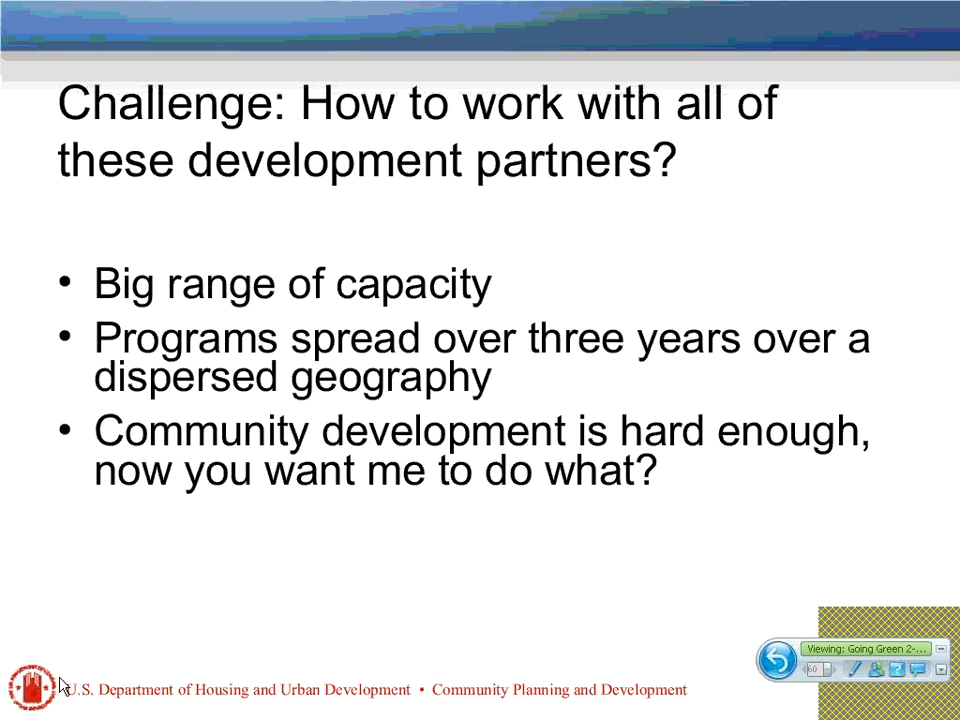 Challenge: How to work with all of
these development partners?
• Big range of capacity
• Programs spread over three years over a
dispersed geography
• Community development is hard enough,
now you want me to do what?
Viewing: Going Green 2-...
60
U.S. Department of Housing and Urban Development • Community Planning and Development